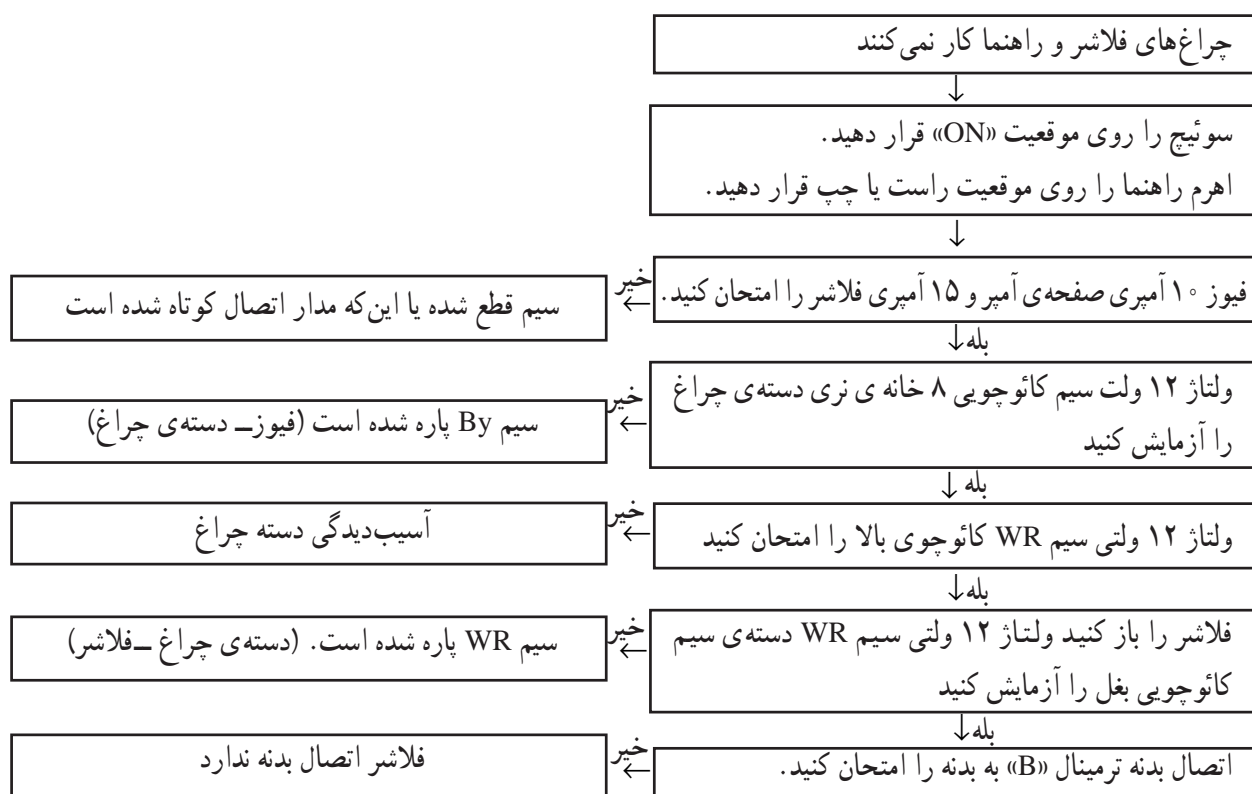 چراغ‌های فلاشر و راهنما کار نمی‌کنند
↓
سوئیچ را روی موقعیت «ON» قرار دهید.
اهرم راهنما را روی موقعیت راست یا چپ قرار دهید.
↓
فیوز ۱۰ آمپری صفحه‌ی آمپر و ۱۵ آمپری فلاشر را امتحان کنید.
خیر ←
سیم قطع شده یا این‌که مدار اتصال کوتاه شده است
بله ↓
ولتاژ ۱۲ ولت سیم کائوچویی ۸ خانه ی نری دسته‌ی چراغ
را آزمایش کنید
خیر ←
سیم By پاره شده است (فیوز_ دسته‌ی چراغ)
بله ↓
ولتاژ ۱۲ ولتی سیم WR کائوچوی بالا را امتحان کنید
خیر ←
آسیب‌دیدگی دسته چراغ
بله ↓
فلاشر را باز کنید ولتاژ ۱۲ ولتی سیم WR دسته‌ی سیم
کائوچویی بغل را آزمایش کنید
خیر ←
سیم WR پاره شده است. (دسته‌ی چراغ _فلاشر)
بله ↓
اتصال بدنه ترمینال «B» به بدنه را امتحان کنید.
خیر ←
فلاشر اتصال بدنه ندارد